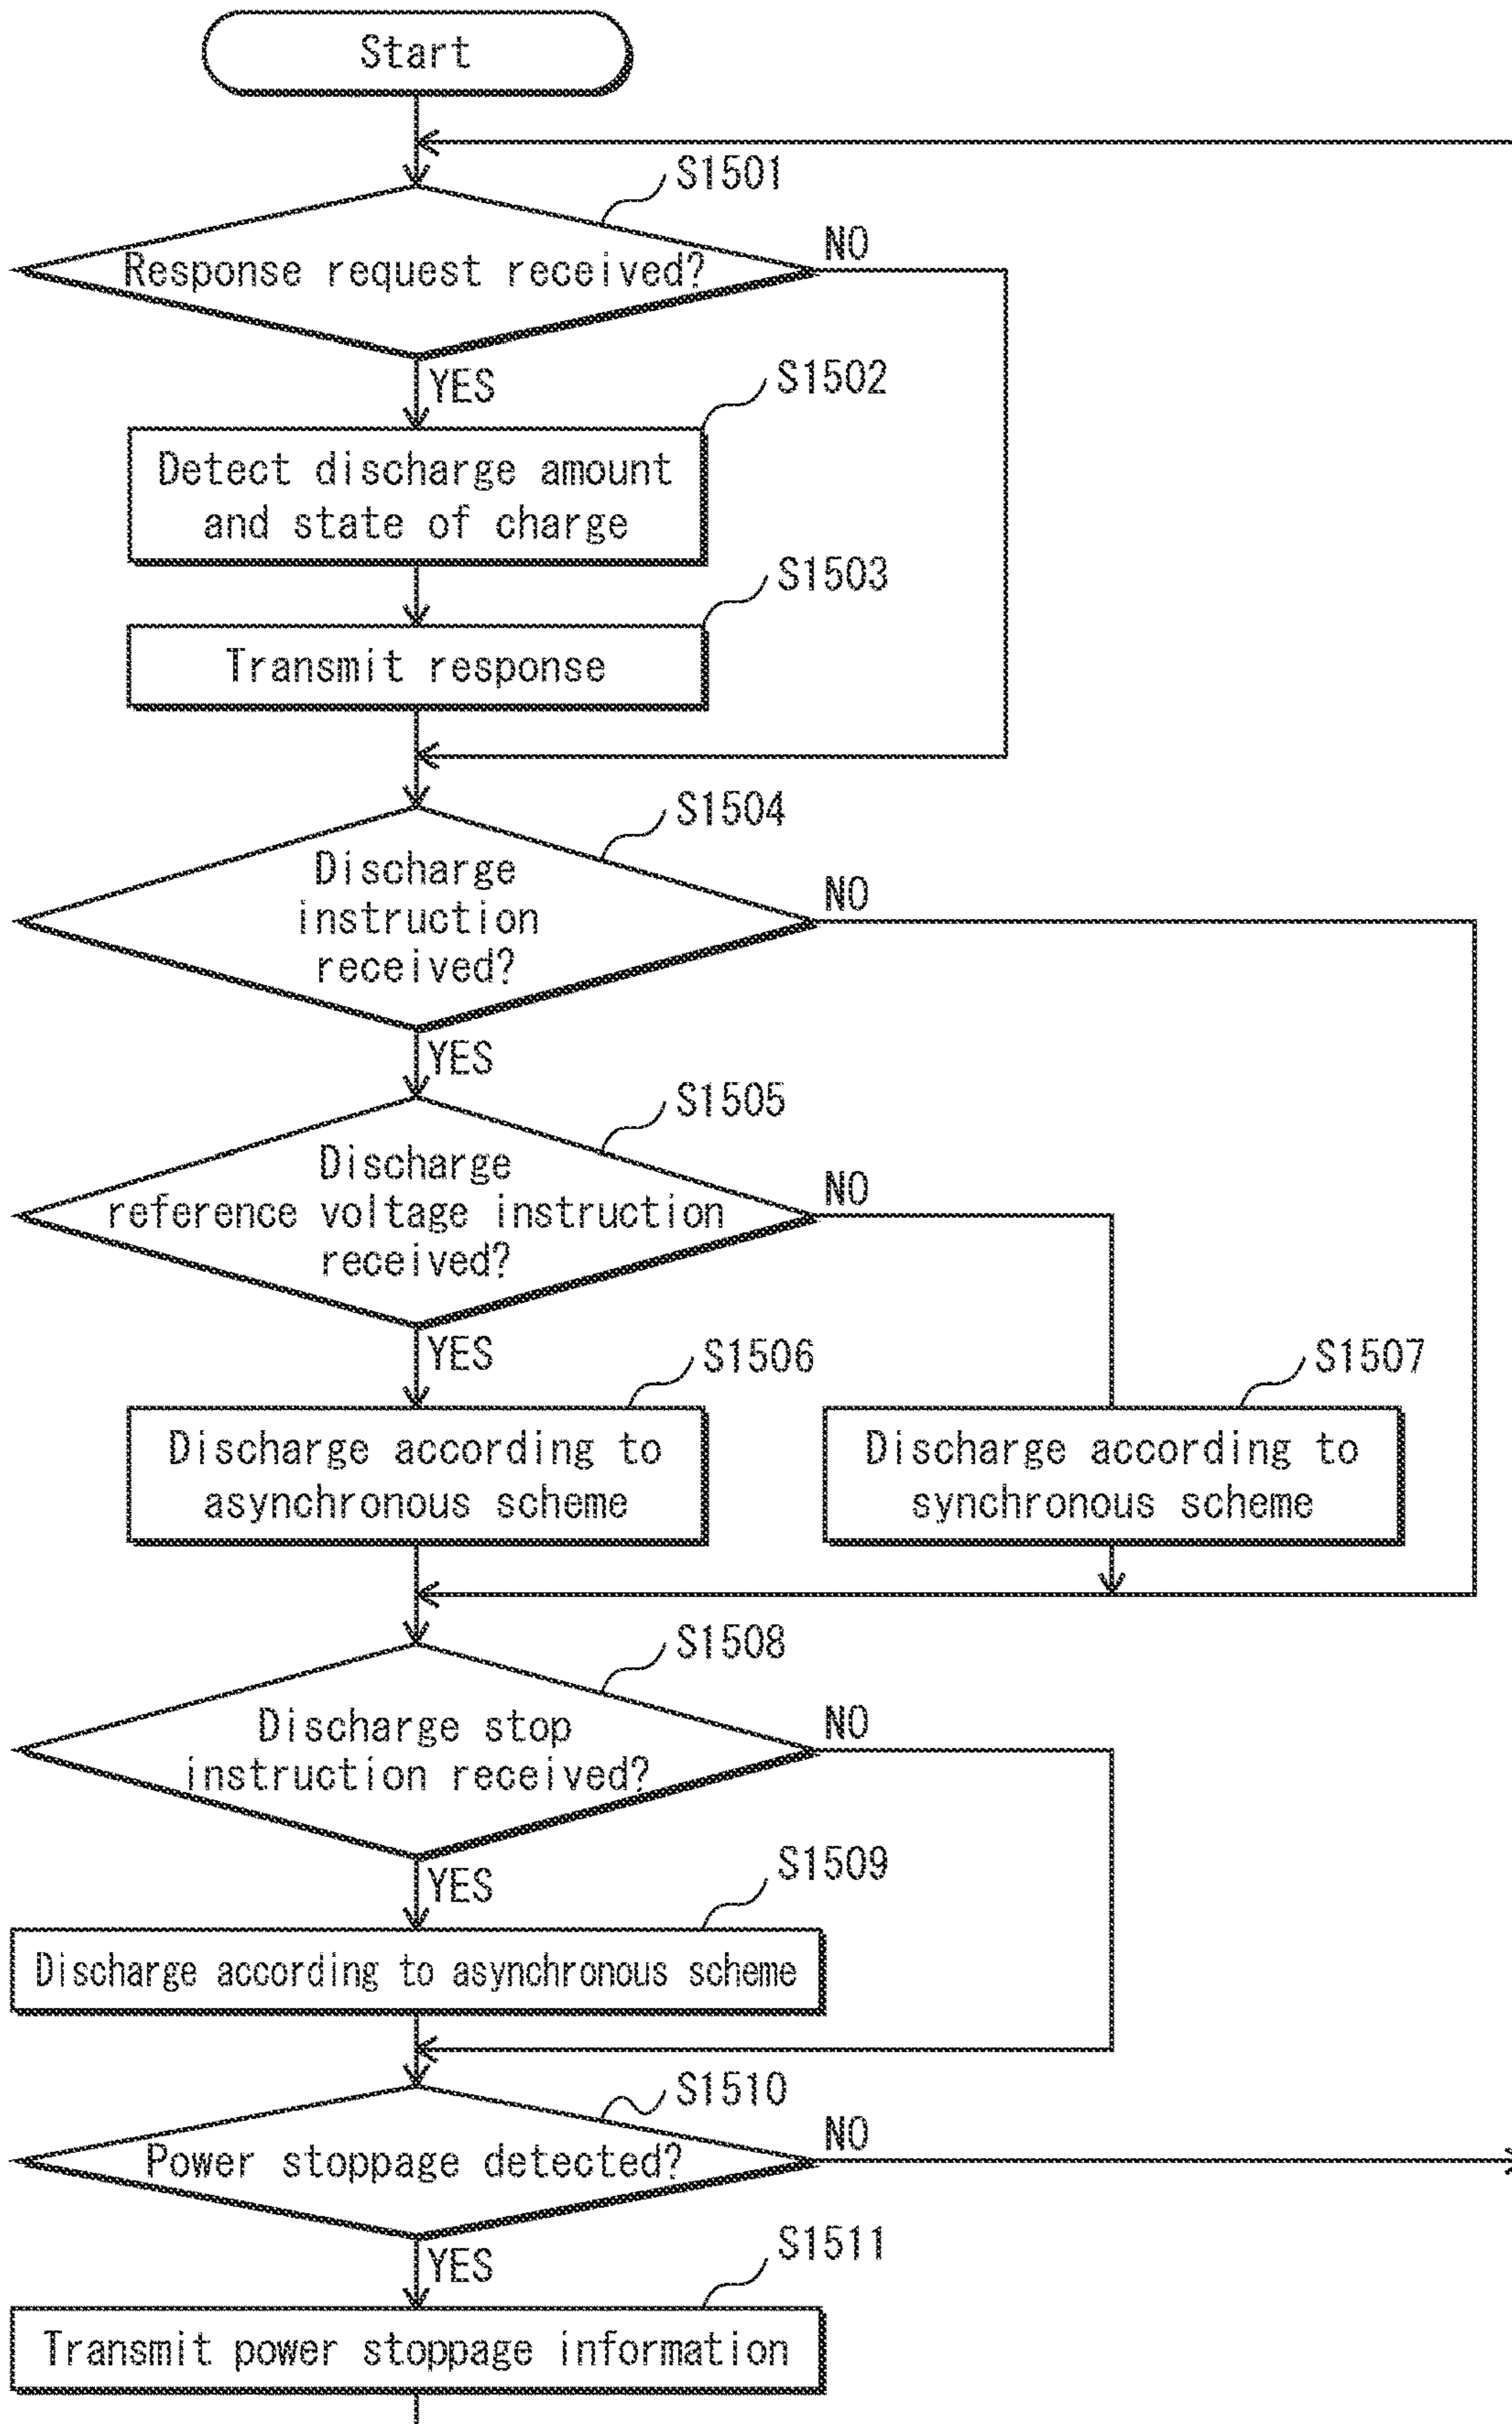 Start
S1501
Response request received?
NO
YES
S1502
Detect discharge amount
and state of charge
S1503
Transmit response
S1504
Discharge
instruction
received?
NO
YES
S1505
Discharge
reference voltage instruction
received?
NO
YES
S1506
Discharge according to
asynchronous scheme
S1507
Discharge according to
synchronous scheme
S1508
Discharge stop
instruction received?
NO
YES
S1509
Discharge according to asynchronous scheme
S1510
Power stoppage detected?
NO
YES
S1511
Transmit power stoppage information